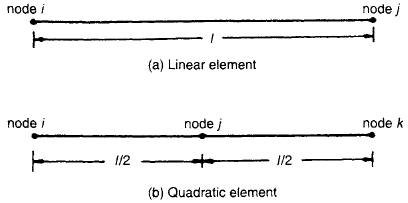 node i node j
l
(a) Linear element
node i node j node k
l/2 l/2
(b) Quadratic element